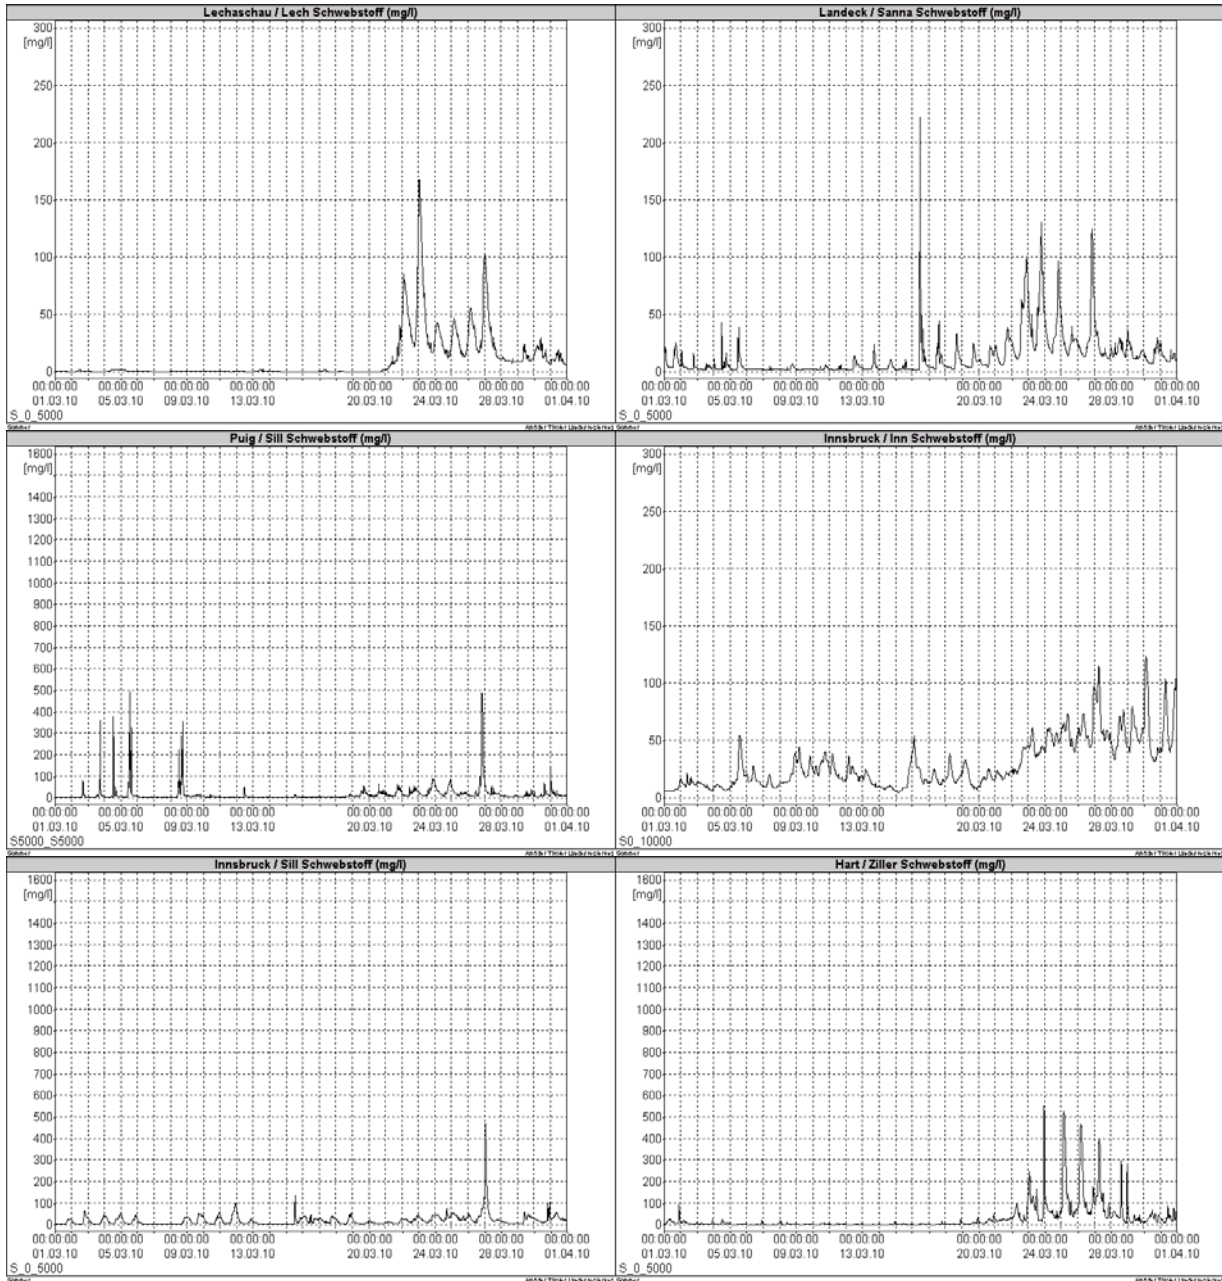 Lechaschau / Lech Schwebstoff (mg/l)
300
[mg/l]
250
200
150
100
50
0
00:00:00 00:00:00 00:00:00 00:00:00 00:00:00 00:00:00 00:00:00 00:00:00
01.03.10 05.03.10 09.03.10 13.03.10 20.03.10 24.03.10 28.03.10 01.04.10
S_0_5000
Landeck / Sanna Schwebstoff (mg/l)
300
[mg/l]
250
200
150
100
50
0
00:00:00 00:00:00 00:00:00 00:00:00 00:00:00 00:00:00 00:00:00 00:00:00
01.03.10 05.03.10 09.03.10 13.03.10 20.03.10 24.03.10 28.03.10 01.04.10
S_0_5000
Puig / Sill Schwebstoff (mg/l)
1600
[mg/l]
1400
1300
1200
1100
1000
900
800
700
600
500
400
300
200
100
0
00:00:00 00:00:00 00:00:00 00:00:00 00:00:00 00:00:00 00:00:00 00:00:00
01.03.10 05.03.10 09.03.10 13.03.10 20.03.10 24.03.10 28.03.10 01.04.10
S5000_S5000
Innsbruck / Inn Schwebstoff (mg/l)
300
[mg/l]
250
200
150
100
50
0
00:00:00 00:00:00 00:00:00 00:00:00 00:00:00 00:00:00 00:00:00 00:00:00
01.03.10 05.03.10 09.03.10 13.03.10 20.03.10 24.03.10 28.03.10 01.04.10
S0_10000
Innsbruck / Sill Schwebstoff (mg/l)
1600
[mg/l]
1400
1300
1200
1100
1000
900
800
700
600
500
400
300
200
100
0
00:00:00 00:00:00 00:00:00 00:00:00 00:00:00 00:00:00 00:00:00 00:00:00
01.03.10 05.03.10 09.03.10 13.03.10 20.03.10 24.03.10 28.03.10 01.04.10
S_0_5000
Hart / Ziller Schwebstoff (mg/l)
1600
[mg/l]
1400
1300
1200
1100
1000
900
800
700
600
500
400
300
200
100
0
00:00:00 00:00:00 00:00:00 00:00:00 00:00:00 00:00:00 00:00:00 00:00:00
01.03.10 05.03.10 09.03.10 13.03.10 20.03.10 24.03.10 28.03.10 01.04.10
S_0_5000